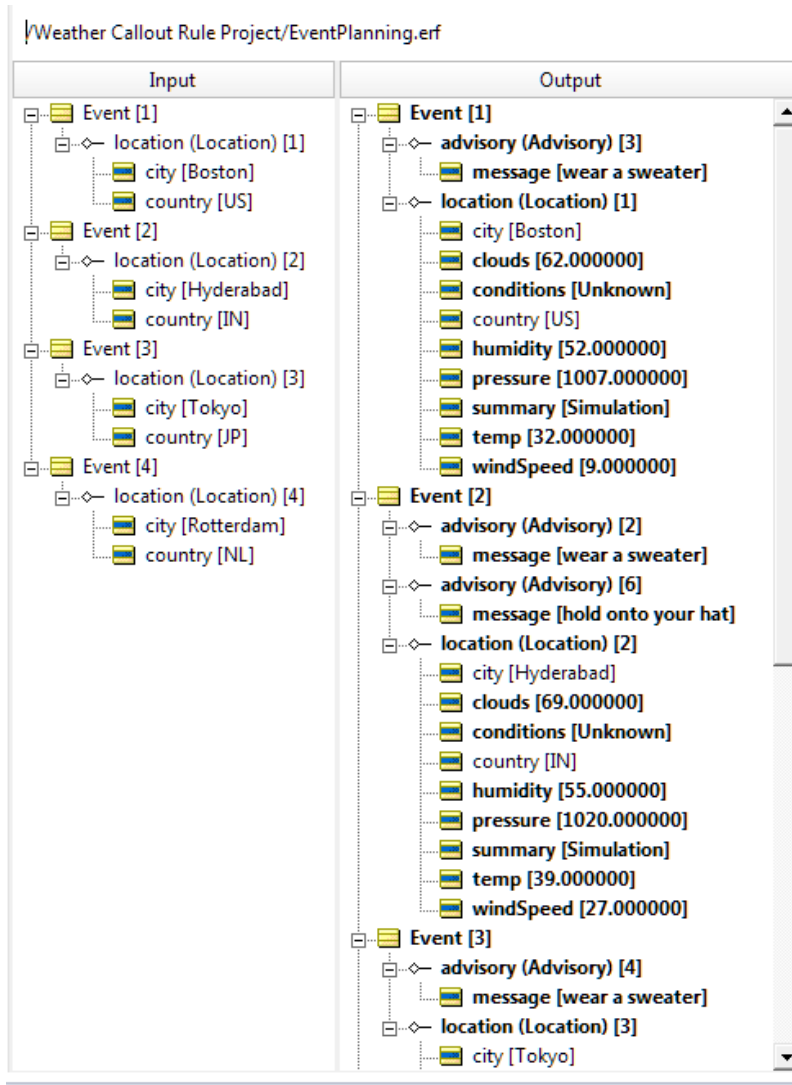 /Weather Callout Rule Project/EventPlanning.erf
Input
Event [1]
location (Location) [1]
city [Boston]
country [US]
Event [2]
location (Location) [2]
city [Hyderabad]
country [IN]
Event [3]
location (Location) [3]
city [Tokyo]
country [JP]
Event [4]
location (Location) [4]
city [Rotterdam]
country [NL]
Output
Event [1]
advisory (Advisory) [3]
message [wear a sweater]
location (Location) [1]
city [Boston]
clouds [62.000000]
conditions [Unknown]
country [US]
humidity [52.000000]
pressure [1007.000000]
summary [Simulation]
temp [32.000000]
windSpeed [9.000000]
Event [2]
advisory (Advisory) [2]
message [wear a sweater]
advisory (Advisory) [6]
message [hold onto your hat]
location (Location) [2]
city [Hyderabad]
clouds [69.000000]
conditions [Unknown]
country [IN]
humidity [55.000000]
pressure [1020.000000]
summary [Simulation]
temp [39.000000]
windSpeed [27.000000]
Event [3]
advisory (Advisory) [4]
message [wear a sweater]
location (Location) [3]
city [Tokyo]